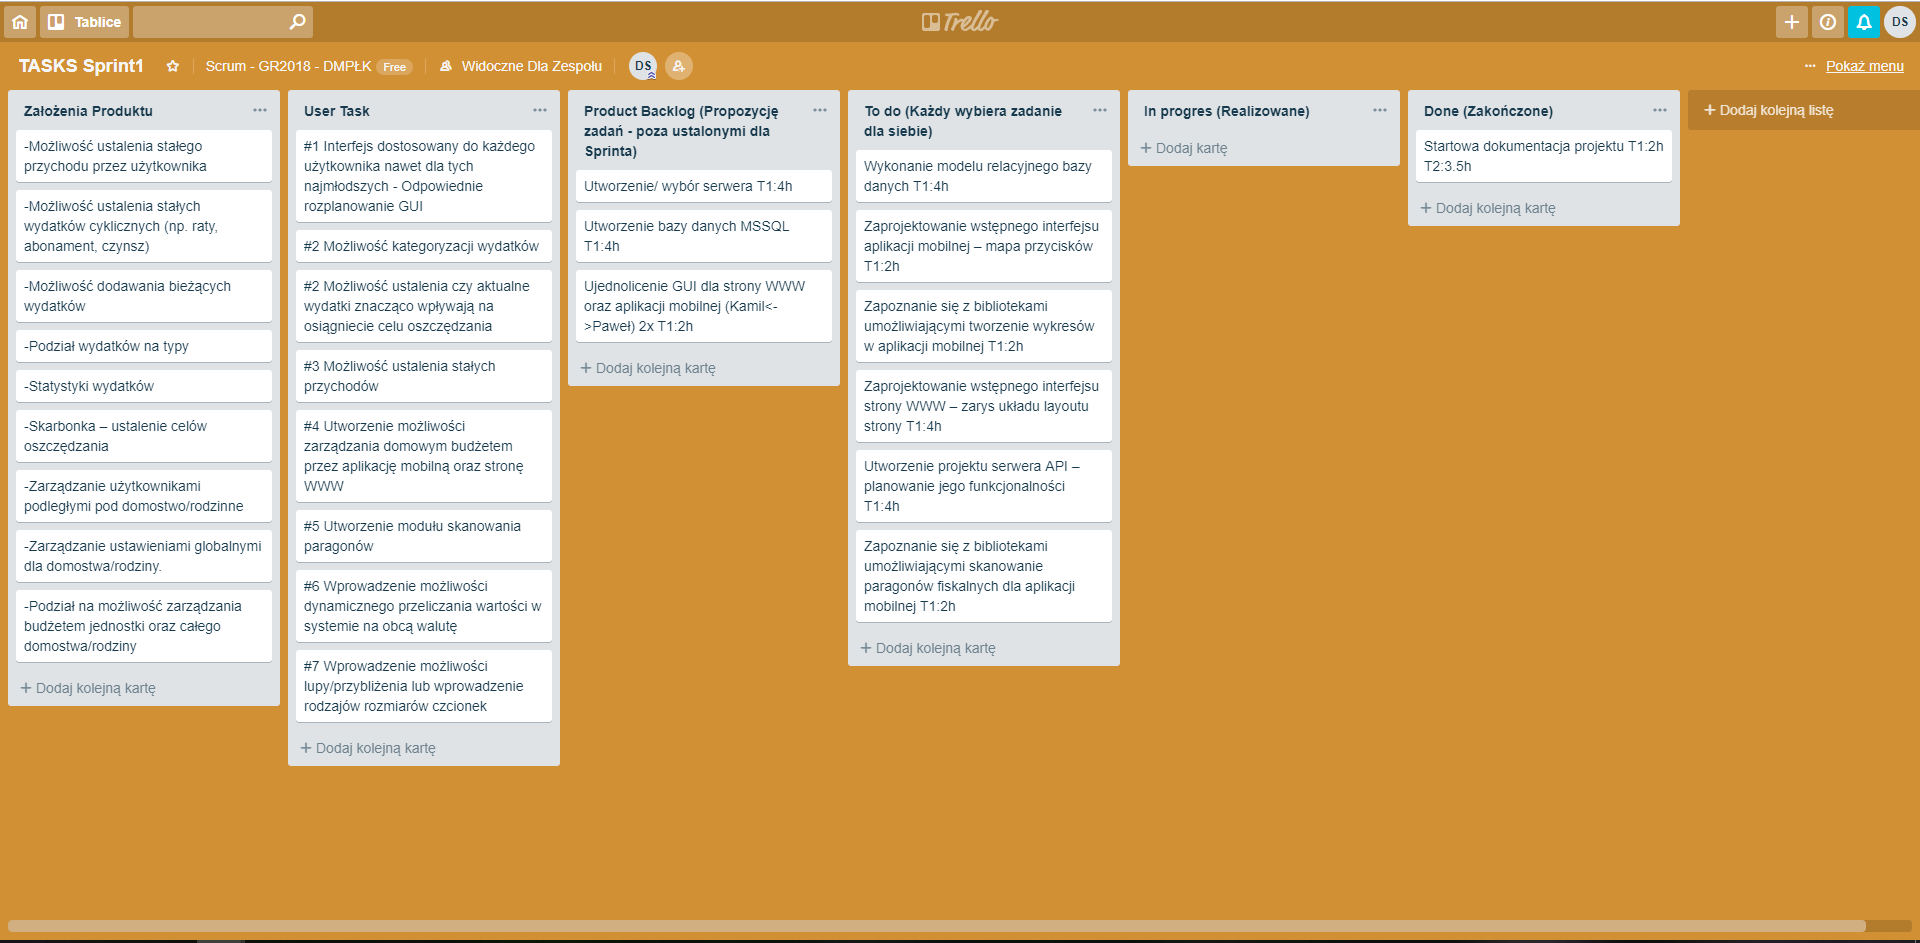 Tablice
Trello
DS
TASKS Sprint1
Scrum - GR2018 - DMPŁK Free
Widoczne Dla Zespołu
DS
Pokaż menu
Założenia Produktu
-Możliwość ustalenia stałego
przychodu przez użytkownika
-Możliwość ustalenia stałych
wydatków cyklicznych (np. raty,
abonament, czynsz)
-Możliwość dodawania bieżących
wydatków
-Podział wydatków na typy
-Statystyki wydatków
-Skarbonka – ustalenie celów
oszczędzania
-Zarządzanie użytkownikami
podległymi pod domostwo/rodzinne
-Zarządzanie ustawieniami globalnymi
dla domostwa/rodziny.
-Podział na możliwość zarządzania
budżetem jednostki oraz całego
domostwa/rodziny
+ Dodaj kolejną kartę
User Task
#1 Interfejs dostosowany do każdego
użytkownika nawet dla tych
najmłodszych - Odpowiednie
rozplanowanie GUI
#2 Możliwość kategoryzacji wydatków
#2 Możliwość ustalenia czy aktualne
wydatki znacząco wpływają na
osiągniecie celu oszczędzania
#3 Możliwość ustalenia stałych
przychodów
#4 Utworzenie możliwości
zarządzania domowym budżetem
przez aplikację mobilną oraz stronę
WWW
#5 Utworzenie modułu skanowania
paragonów
#6 Wprowadzenie możliwości
dynamicznego przeliczania wartości w
systemie na obcą walutę
#7 Wprowadzenie możliwości
lupy/przybliżenia lub wprowadzenie
rodzajów rozmiarów czcionek
+ Dodaj kolejną kartę
Product Backlog (Propozycję
zadań - poza ustalonymi dla
Sprinta)
Utworzenie/ wybór serwera T1:4h
Utworzenie bazy danych MSSQL
T1:4h
Ujednolicenie GUI dla strony WWW
oraz aplikacji mobilnej (Kamil<-
>Paweł) 2x T1:2h
+ Dodaj kolejną kartę
To do (Każdy wybiera zadanie
dla siebie)
Wykonanie modelu relacyjnego bazy
danych T1:4h
Zaprojektowanie wstępnego interfejsu
aplikacji mobilnej – mapa przycisków
T1:2h
Zapoznanie się z bibliotekami
umożliwiającymi tworzenie wykresów
w aplikacji mobilnej T1:2h
Zaprojektowanie wstępnego interfejsu
strony WWW – zarys układu layoutu
strony T1:4h
Utworzenie projektu serwera API –
planowanie jego funkcjonalności
T1:4h
Zapoznanie się z bibliotekami
umożliwiającymi skanowanie
paragonów fiskalnych dla aplikacji
mobilnej T1:2h
+ Dodaj kolejną kartę
In progres (Realizowane)
+ Dodaj kartę
Done (Zakończone)
Startowa dokumentacja projektu T1:2h
T2:3.5h
+ Dodaj kolejną kartę
+ Dodaj kolejną listę